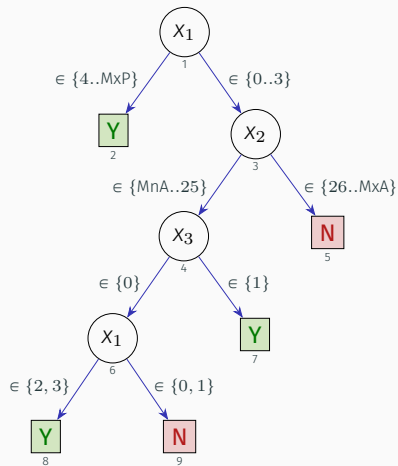 X₁
1
∈ {4..MxP} ∈ {0..3}
Y X₂
2 3
∈ {MnA..25} ∈ {26..MxA}
X₃ N
4 5
∈ {0} ∈ {1}
X₁ Y
6 7
∈ {2, 3} ∈ {0, 1}
Y N
8 9